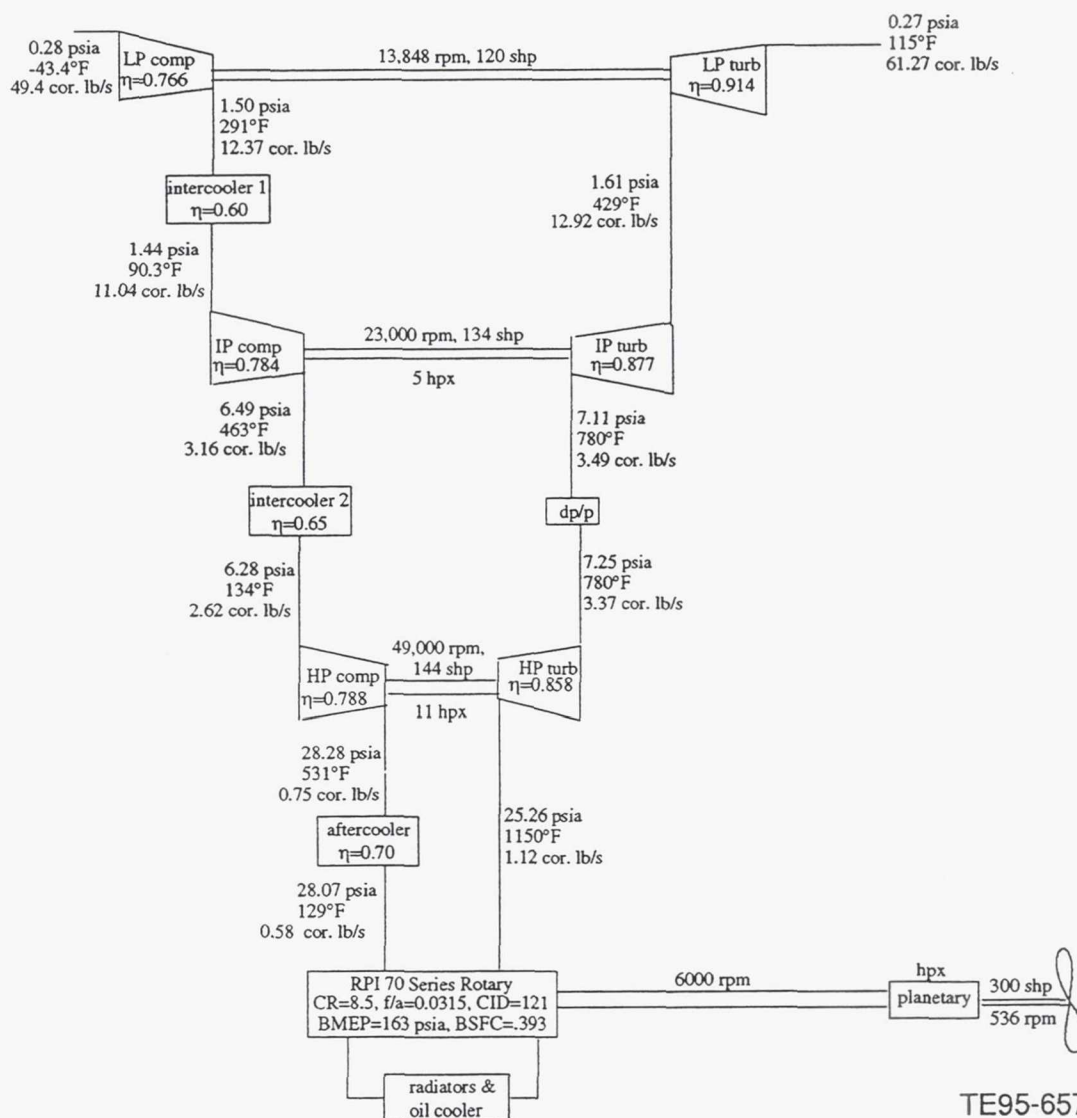 0.28 psia
-43.4°F
49.4 cor. lb/s
LP comp
η=0.766
13,848 rpm, 120 shp
LP turb
η=0.914
0.27 psia
115°F
61.27 cor. lb/s
1.50 psia
291°F
12.37 cor. lb/s
intercooler 1
η=0.60
1.61 psia
429°F
12.92 cor. lb/s
1.44 psia
90.3°F
11.04 cor. lb/s
IP comp
η=0.784
23,000 rpm, 134 shp
5 hpx
IP turb
η=0.877
6.49 psia
463°F
3.16 cor. lb/s
7.11 psia
780°F
3.49 cor. lb/s
intercooler 2
η=0.65
dp/p
6.28 psia
134°F
2.62 cor. lb/s
7.25 psia
780°F
3.37 cor. lb/s
HP comp
η=0.788
49,000 rpm,
144 shp
11 hpx
HP turb
η=0.858
28.28 psia
531°F
0.75 cor. lb/s
25.26 psia
1150°F
1.12 cor. lb/s
aftercooler
η=0.70
28.07 psia
129°F
0.58 cor. lb/s
RPI 70 Series Rotary
CR=8.5, f/a=0.0315, CID=121
BMEP=163 psia, BSFC=.393
6000 rpm
hpx
planetary
300 shp
536 rpm
radiators &
oil cooler
TE95-657